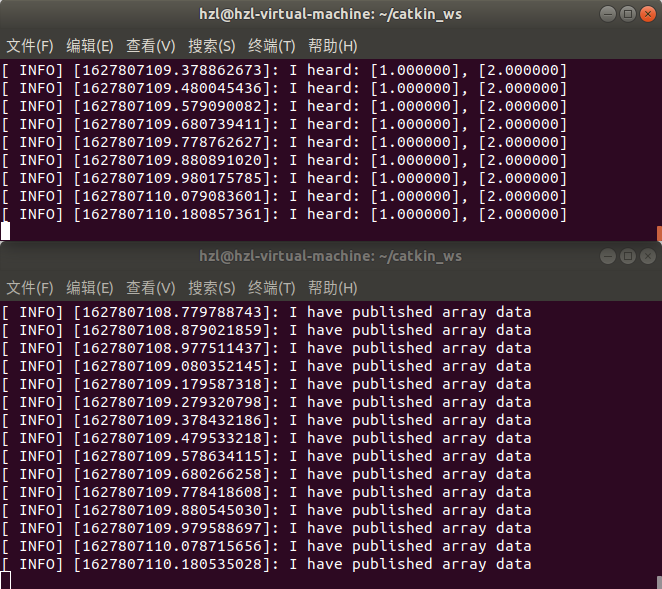 hzl@hzl-virtual-machine: ~/catkin_ws
文件(F) 编辑(E) 查看(V) 搜索(S) 终端(T) 帮助(H)
[ INFO] [1627807109.378862673]: I heard: [1.000000], [2.000000]
[ INFO] [1627807109.480045436]: I heard: [1.000000], [2.000000]
[ INFO] [1627807109.579090082]: I heard: [1.000000], [2.000000]
[ INFO] [1627807109.680739411]: I heard: [1.000000], [2.000000]
[ INFO] [1627807109.778762627]: I heard: [1.000000], [2.000000]
[ INFO] [1627807109.880891020]: I heard: [1.000000], [2.000000]
[ INFO] [1627807109.980175785]: I heard: [1.000000], [2.000000]
[ INFO] [1627807110.079083601]: I heard: [1.000000], [2.000000]
[ INFO] [1627807110.180857361]: I heard: [1.000000], [2.000000]
hzl@hzl-virtual-machine: ~/catkin_ws
文件(F) 编辑(E) 查看(V) 搜索(S) 终端(T) 帮助(H)
[ INFO] [1627807108.779788743]: I have published array data
[ INFO] [1627807108.879021859]: I have published array data
[ INFO] [1627807108.977511437]: I have published array data
[ INFO] [1627807109.080352145]: I have published array data
[ INFO] [1627807109.179587318]: I have published array data
[ INFO] [1627807109.279320798]: I have published array data
[ INFO] [1627807109.378432186]: I have published array data
[ INFO] [1627807109.479533218]: I have published array data
[ INFO] [1627807109.578634115]: I have published array data
[ INFO] [1627807109.680266258]: I have published array data
[ INFO] [1627807109.778418608]: I have published array data
[ INFO] [1627807109.880545030]: I have published array data
[ INFO] [1627807109.979588697]: I have published array data
[ INFO] [1627807110.078715656]: I have published array data
[ INFO] [1627807110.180535028]: I have published array data